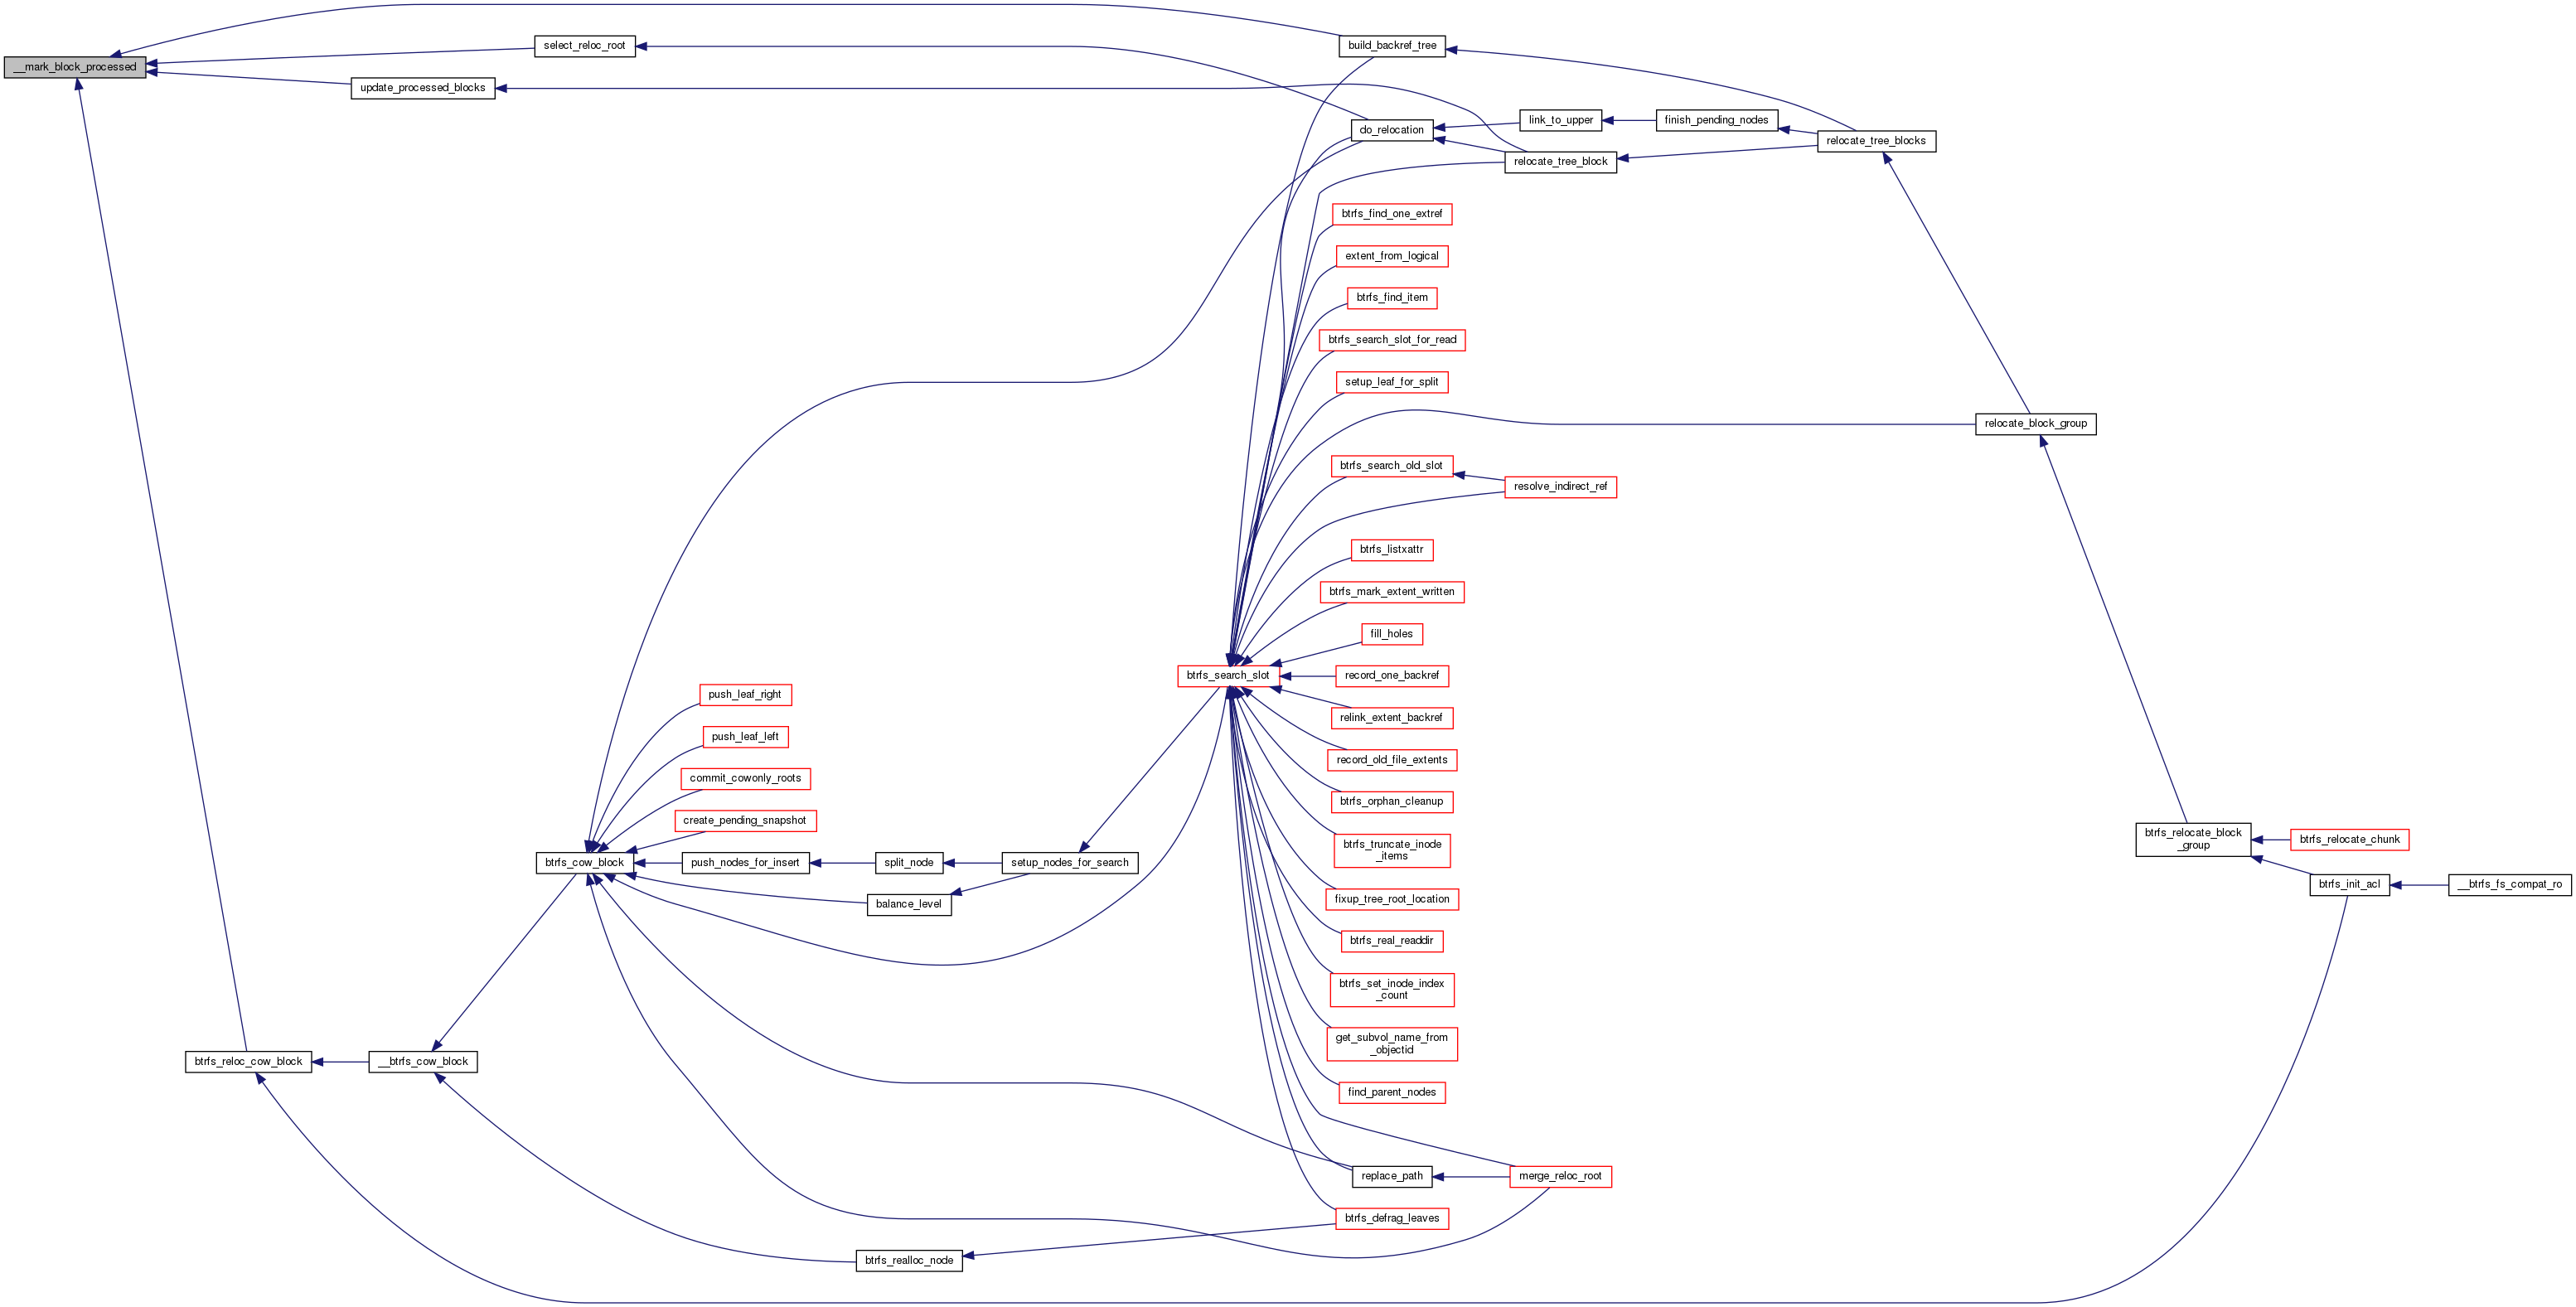 __mark_block_processed
select_reloc_root
update_processed_blocks
build_backref_tree
do_relocation
link_to_upper
finish_pending_nodes
relocate_tree_block
relocate_tree_blocks
btrfs_find_one_extref
extent_from_logical
btrfs_find_item
btrfs_search_slot_for_read
setup_leaf_for_split
relocate_block_group
btrfs_search_old_slot
resolve_indirect_ref
btrfs_listxattr
btrfs_mark_extent_written
fill_holes
btrfs_search_slot
record_one_backref
relink_extent_backref
record_old_file_extents
btrfs_orphan_cleanup
btrfs_truncate_inode
_items
fixup_tree_root_location
btrfs_real_readdir
btrfs_set_inode_index
_count
get_subvol_name_from
_objectid
find_parent_nodes
replace_path
merge_reloc_root
btrfs_defrag_leaves
push_leaf_right
push_leaf_left
commit_cowonly_roots
create_pending_snapshot
btrfs_cow_block
push_nodes_for_insert
split_node
setup_nodes_for_search
balance_level
btrfs_relocate_block
_group
btrfs_relocate_chunk
btrfs_init_acl
__btrfs_fs_compat_ro
btrfs_reloc_cow_block
__btrfs_cow_block
btrfs_realloc_node